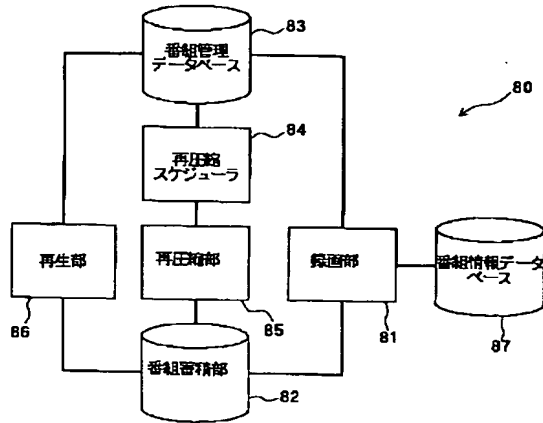 番組管理
データベース
83
80
84
再圧縮
スケジューラ
再生部
再圧縮部
録画部
番組情報データ
ベース
86
85
81
87
番組蓄積部
82